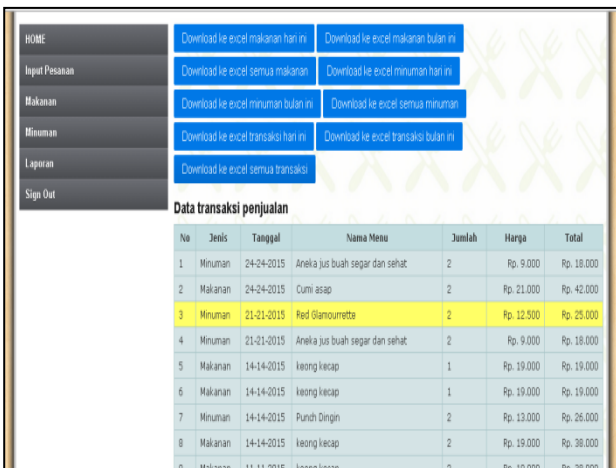 HOME
Input Pesanan
Makanan
Minuman
Laporan
Sign Out
Download ke excel makanan hari ini Download ke excel makanan bulan ini
Download ke excel semua makanan Download ke excel minuman hari ini
Download ke excel minuman bulan ini Download ke excel semua minuman
Download ke excel transaksi hari ini Download ke excel transaksi bulan ini
Download ke excel semua transaksi
Data transaksi penjualan
No Jenis Tanggal Nama Menu Jumlah Harga Total
1 Minuman 24-24-2015 Aneka jus buah segar dan sehat 2 Rp. 9.000 Rp. 18.000
2 Makanan 24-24-2015 Cumi asap 2 Rp. 21.000 Rp. 42.000
3 Minuman 21-21-2015 Red Glamourrette 2 Rp. 12.500 Rp. 25.000
4 Minuman 21-21-2015 Aneka jus buah segar dan sehat 2 Rp. 9.000 Rp. 18.000
5 Makanan 14-14-2015 keong kecap 1 Rp. 19.000 Rp. 19.000
6 Makanan 14-14-2015 keong kecap 1 Rp. 19.000 Rp. 19.000
7 Minuman 14-14-2015 Punch Dingin 2 Rp. 13.000 Rp. 26.000
8 Makanan 14-14-2015 keong kecap 2 Rp. 19.000 Rp. 38.000